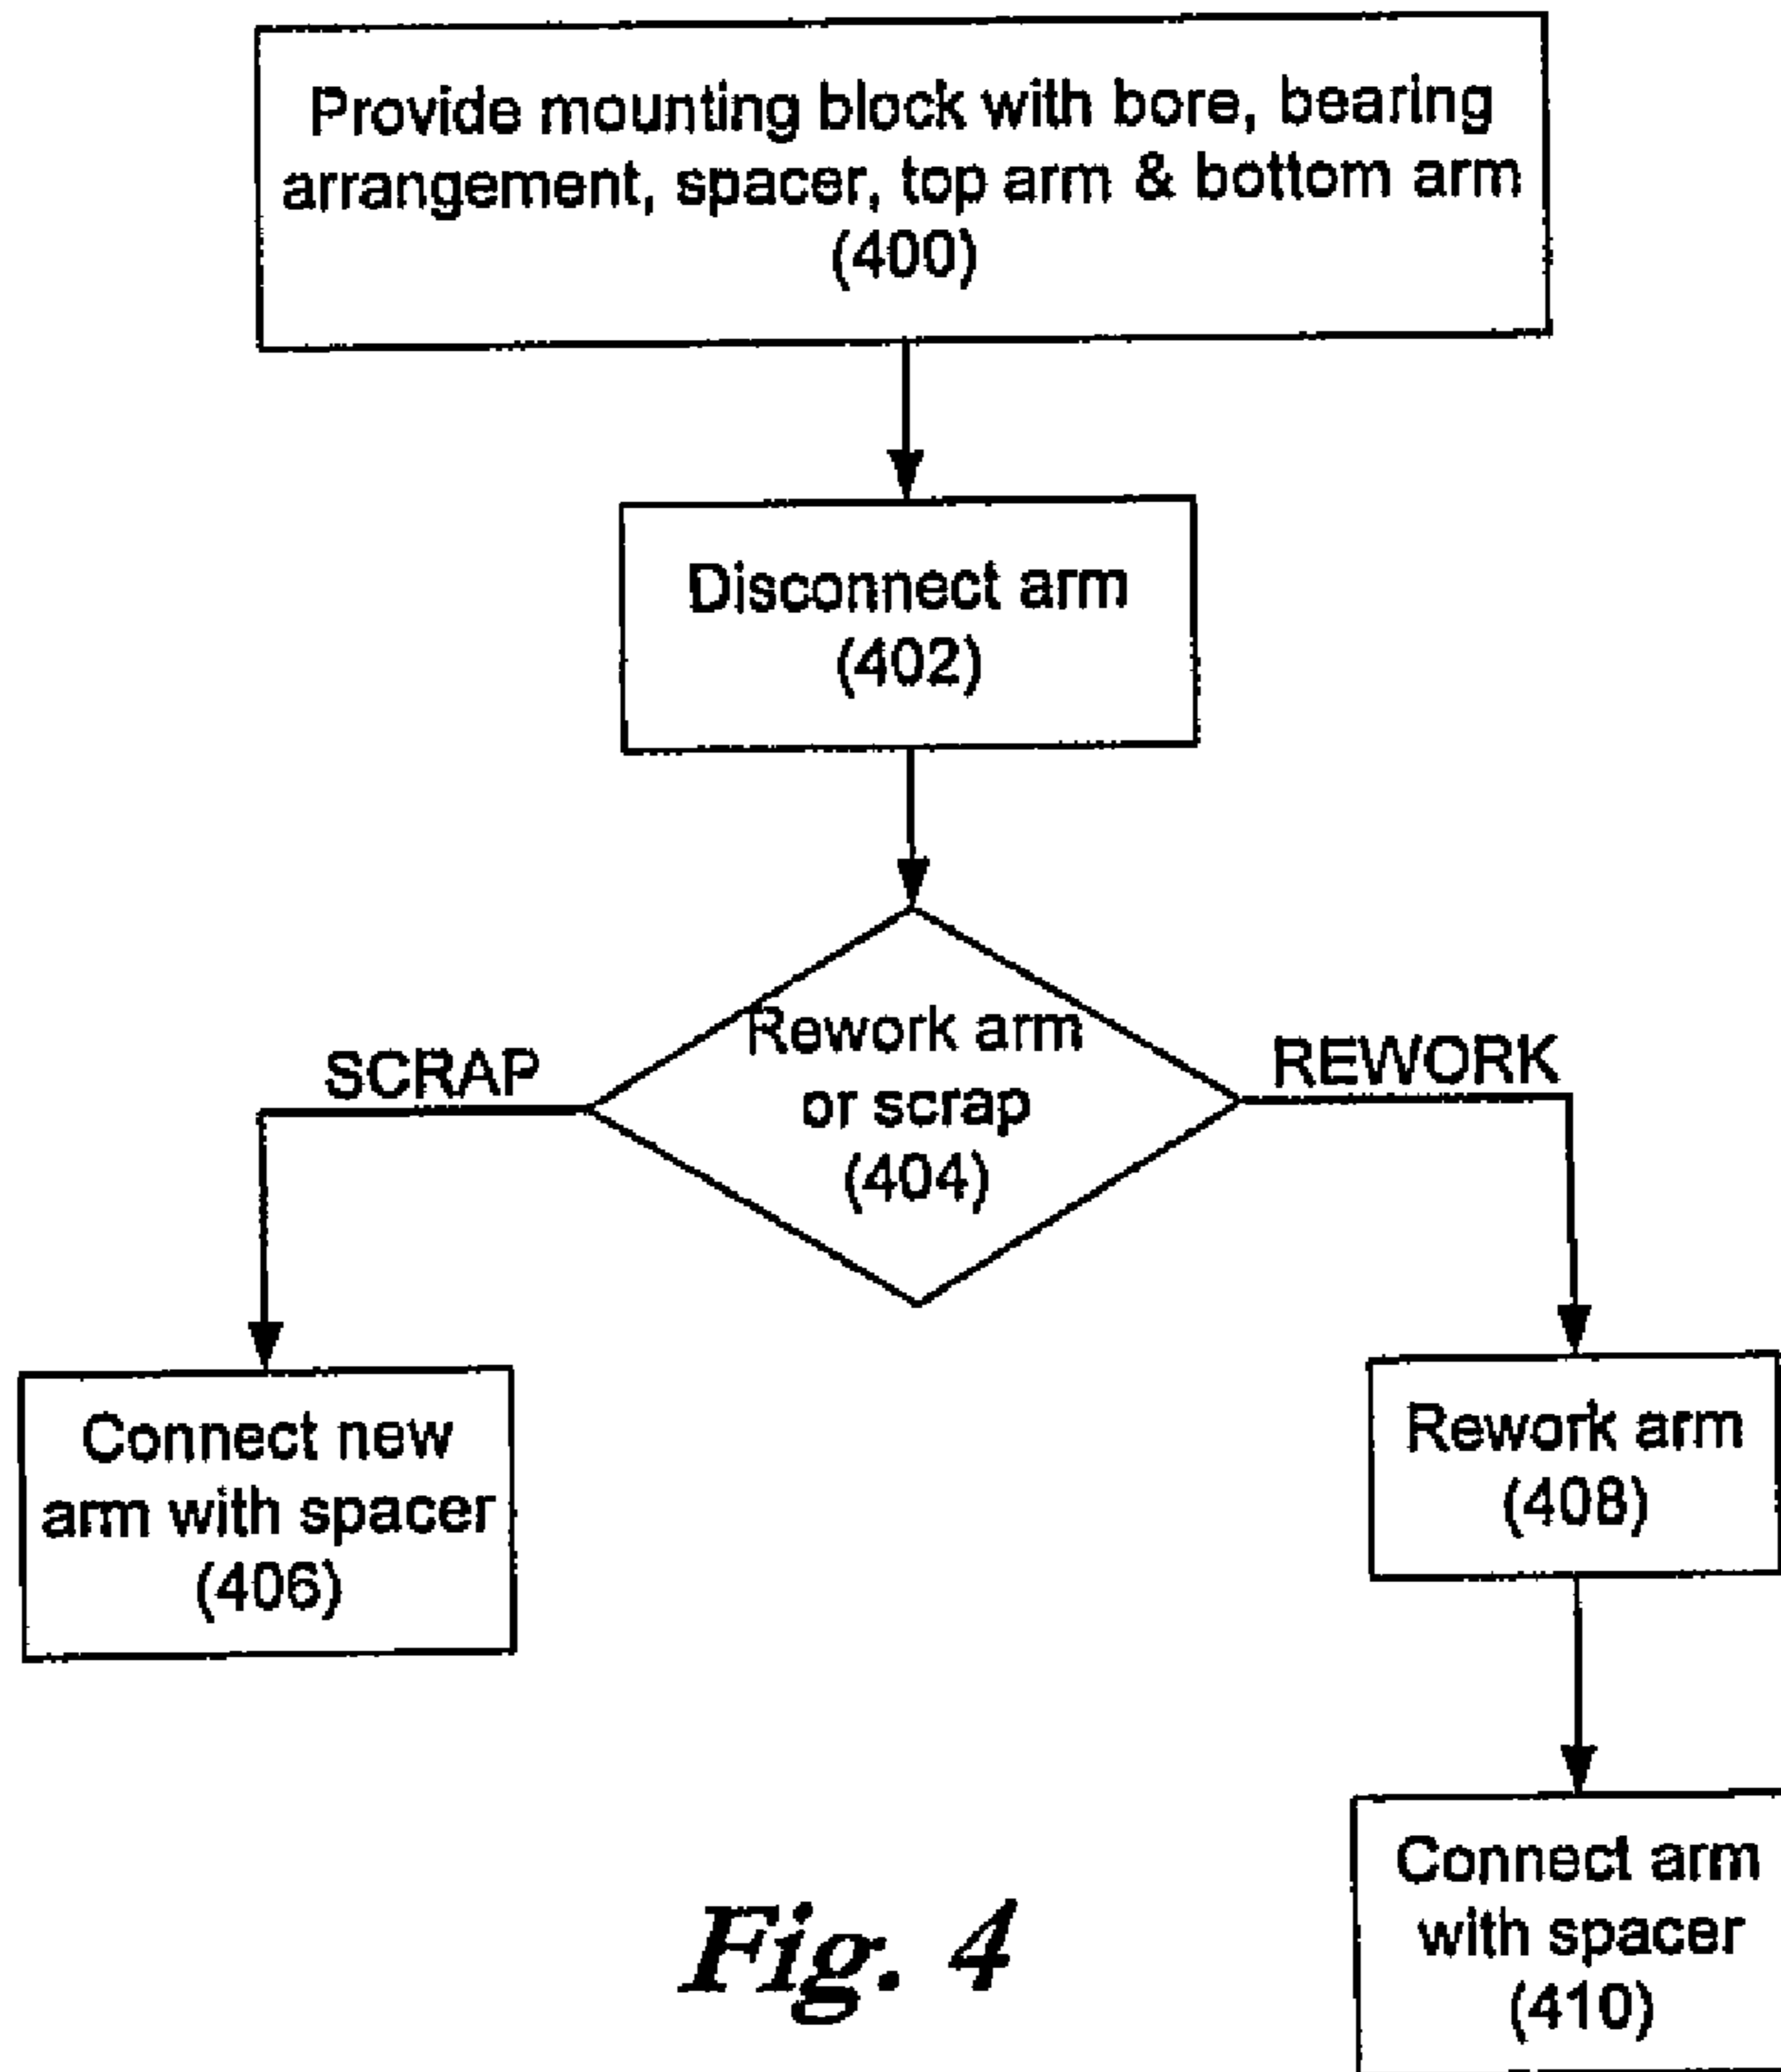 Provide mounting block with bore, bearing
arrangement, spacer, top arm & bottom arm
(400)
Disconnect arm
(402)
Rework arm
or scrap
(404)
SCRAP
REWORK
Connect new
arm with spacer
(406)
Rework arm
(408)
Connect arm
with spacer
(410)
Fig. 4